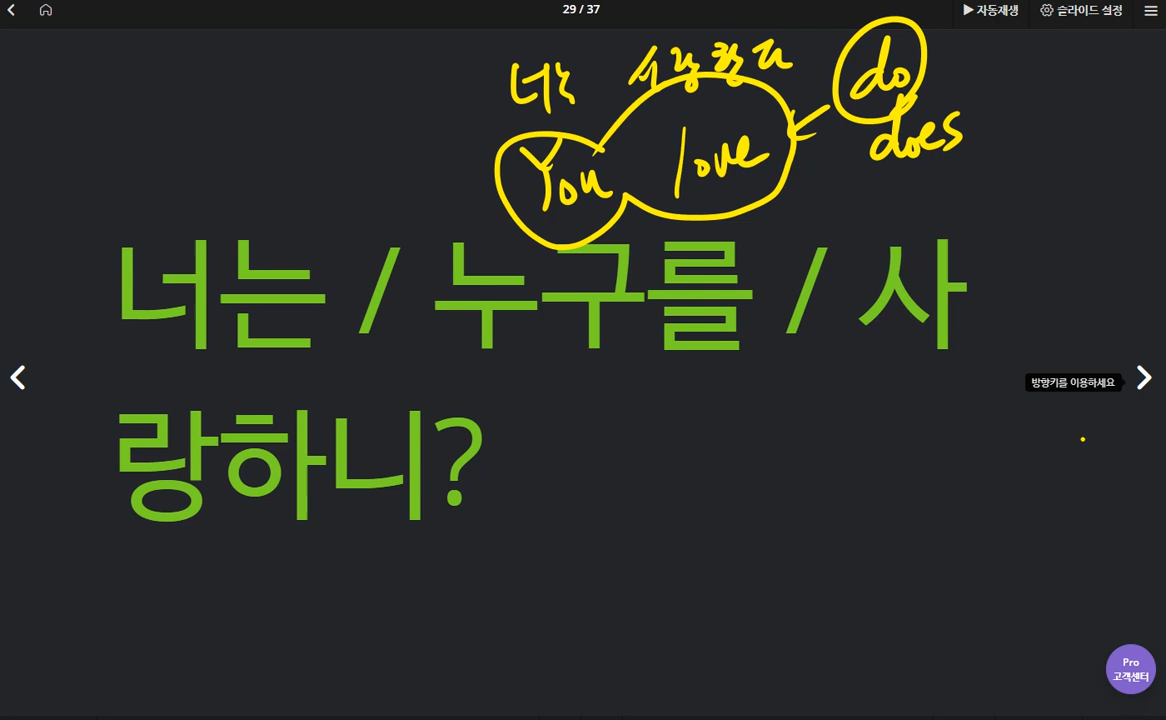 29 / 37
▶ 자동재생
슬라이드 설정
너는 사랑한다 do
does
You love
너는 / 누구를 / 사
랑하니?
방향키를 이용하세요
Pro
고객센터